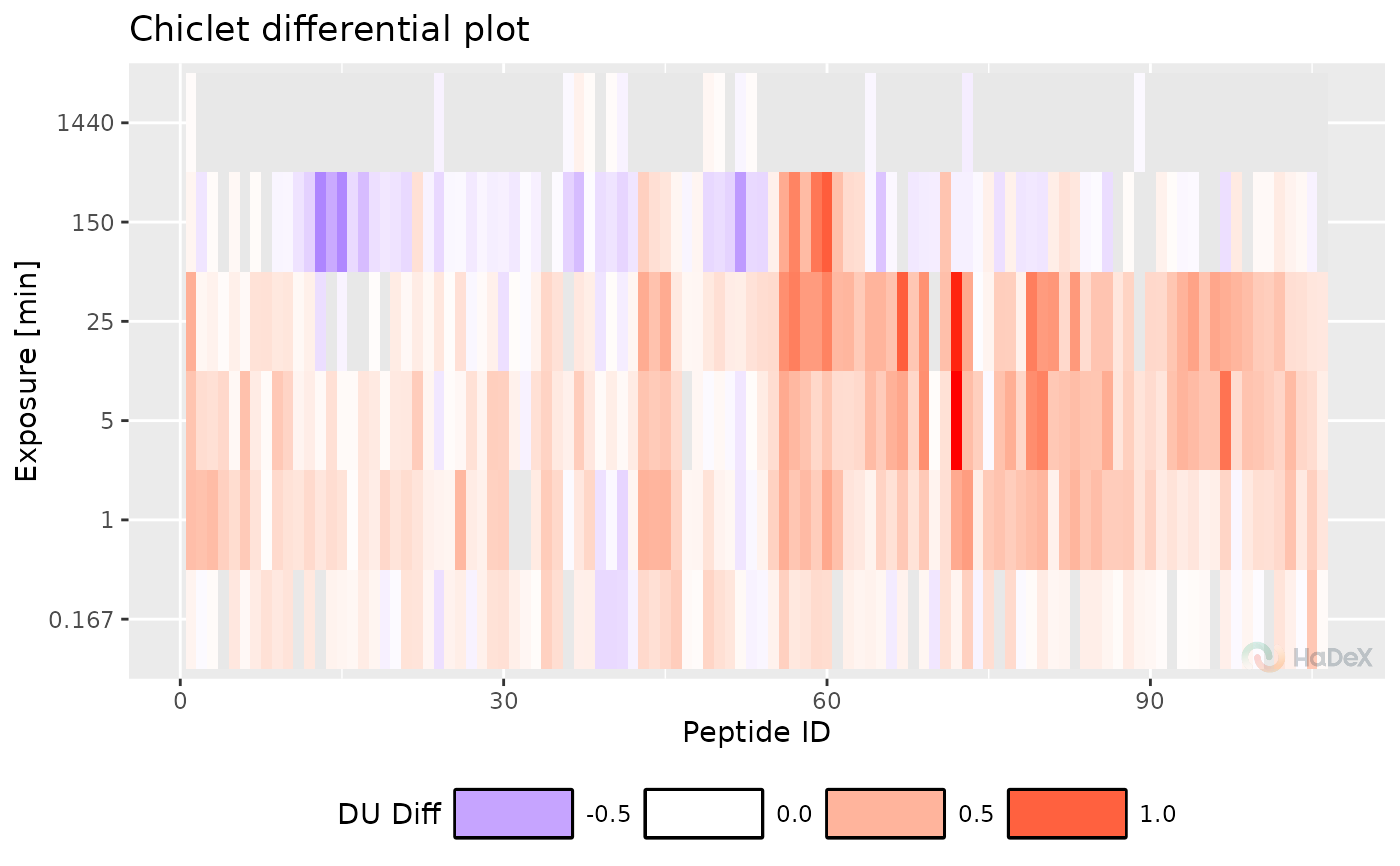 Chiclet differential plot
Exposure [min]
1440
150
25
5
1
0.167
HaDeX
0 30 60 90
Peptide ID
DU Diff -0.5 0.0 0.5 1.0